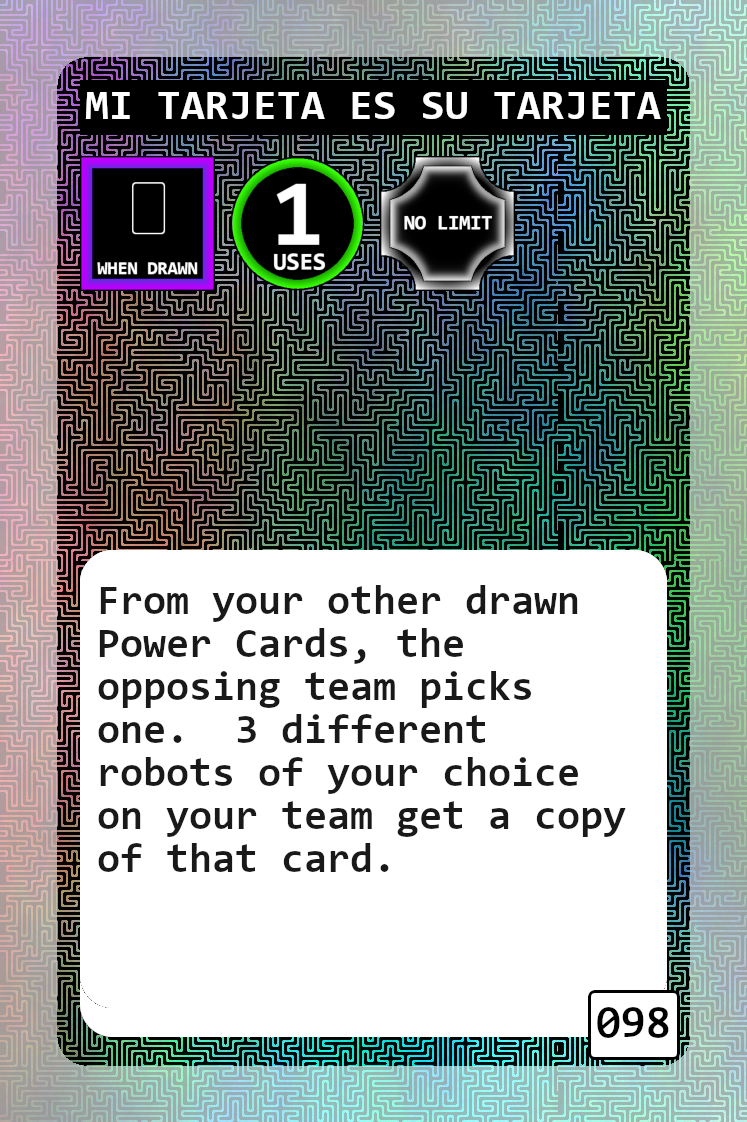 MI TARJETA ES SU TARJETA
WHEN DRAWN
1
USES
NO LIMIT
From your other drawn
Power Cards, the
opposing team picks
one.  3 different
robots of your choice
on your team get a copy
of that card.
098